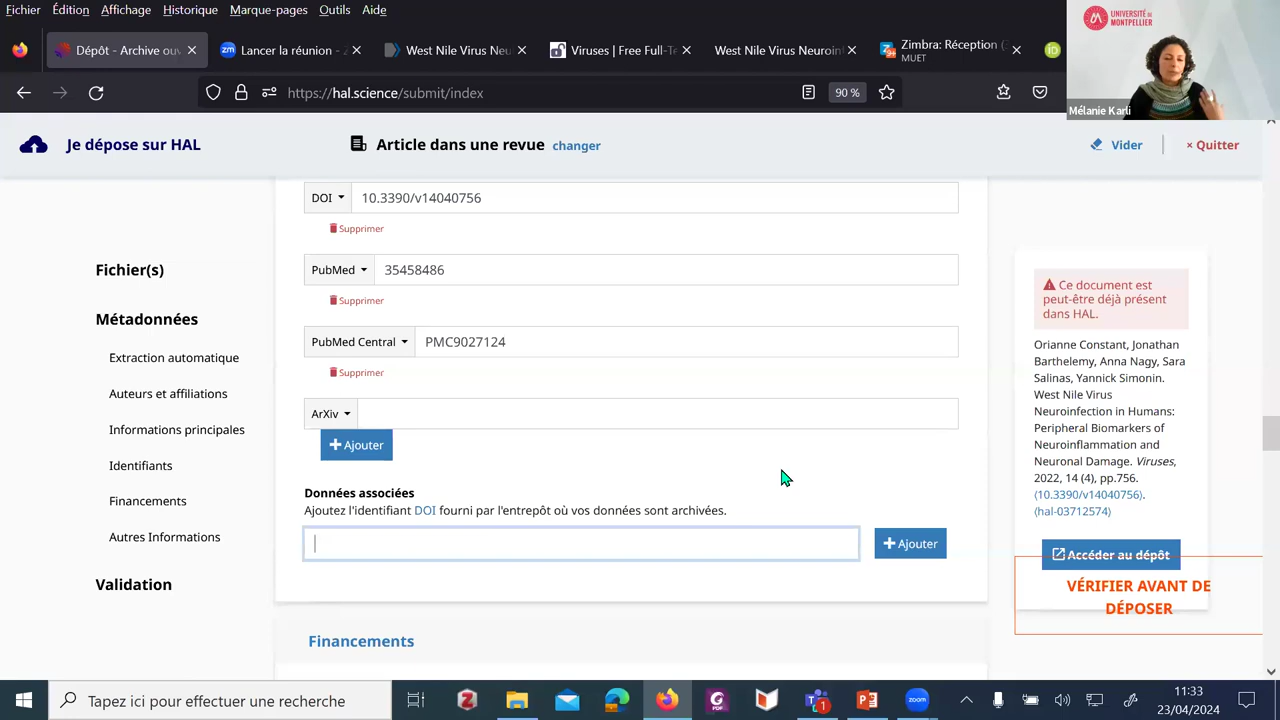 Fichier Édition Affichage Historique Marque-pages Outils Aide
Dépôt - Archive ouv
Lancer la réunion -
West Nile Virus Neu
Viruses | Free Full-Te
West Nile Virus Neuroint
Zimbra: Réception (
MUET
https://hal.science/submit/index
90 %
UNIVERSITÉ DE
MONTPELLIER
Mélanie Karli
Je dépose sur HAL
Article dans une revue changer
Vider
× Quitter
DOI 10.3390/v14040756
Supprimer
PubMed 35458486
Supprimer
PubMed Central PMC9027124
Supprimer
ArXiv
+ Ajouter
Données associées
Ajoutez l'identifiant DOI fourni par l'entrepôt où vos données sont archivées.
+ Ajouter
Financements
Fichier(s)
Métadonnées
Extraction automatique
Auteurs et affiliations
Informations principales
Identifiants
Financements
Autres Informations
Validation
Ce document est
peut-être déjà présent
dans HAL.
Orianne Constant, Jonathan
Barthelemy, Anna Nagy, Sara
Salinas, Yannick Simonin.
West Nile Virus
Neuroinfection in Humans:
Peripheral Biomarkers of
Neuroinflammation and
Neuronal Damage. Viruses,
2022, 14 (4), pp.756.
⟨10.3390/v14040756⟩.
⟨hal-03712574⟩
Accéder au dépôt
VÉRIFIER AVANT DE
DÉPOSER
Tapez ici pour effectuer une recherche
11:33
23/04/2024